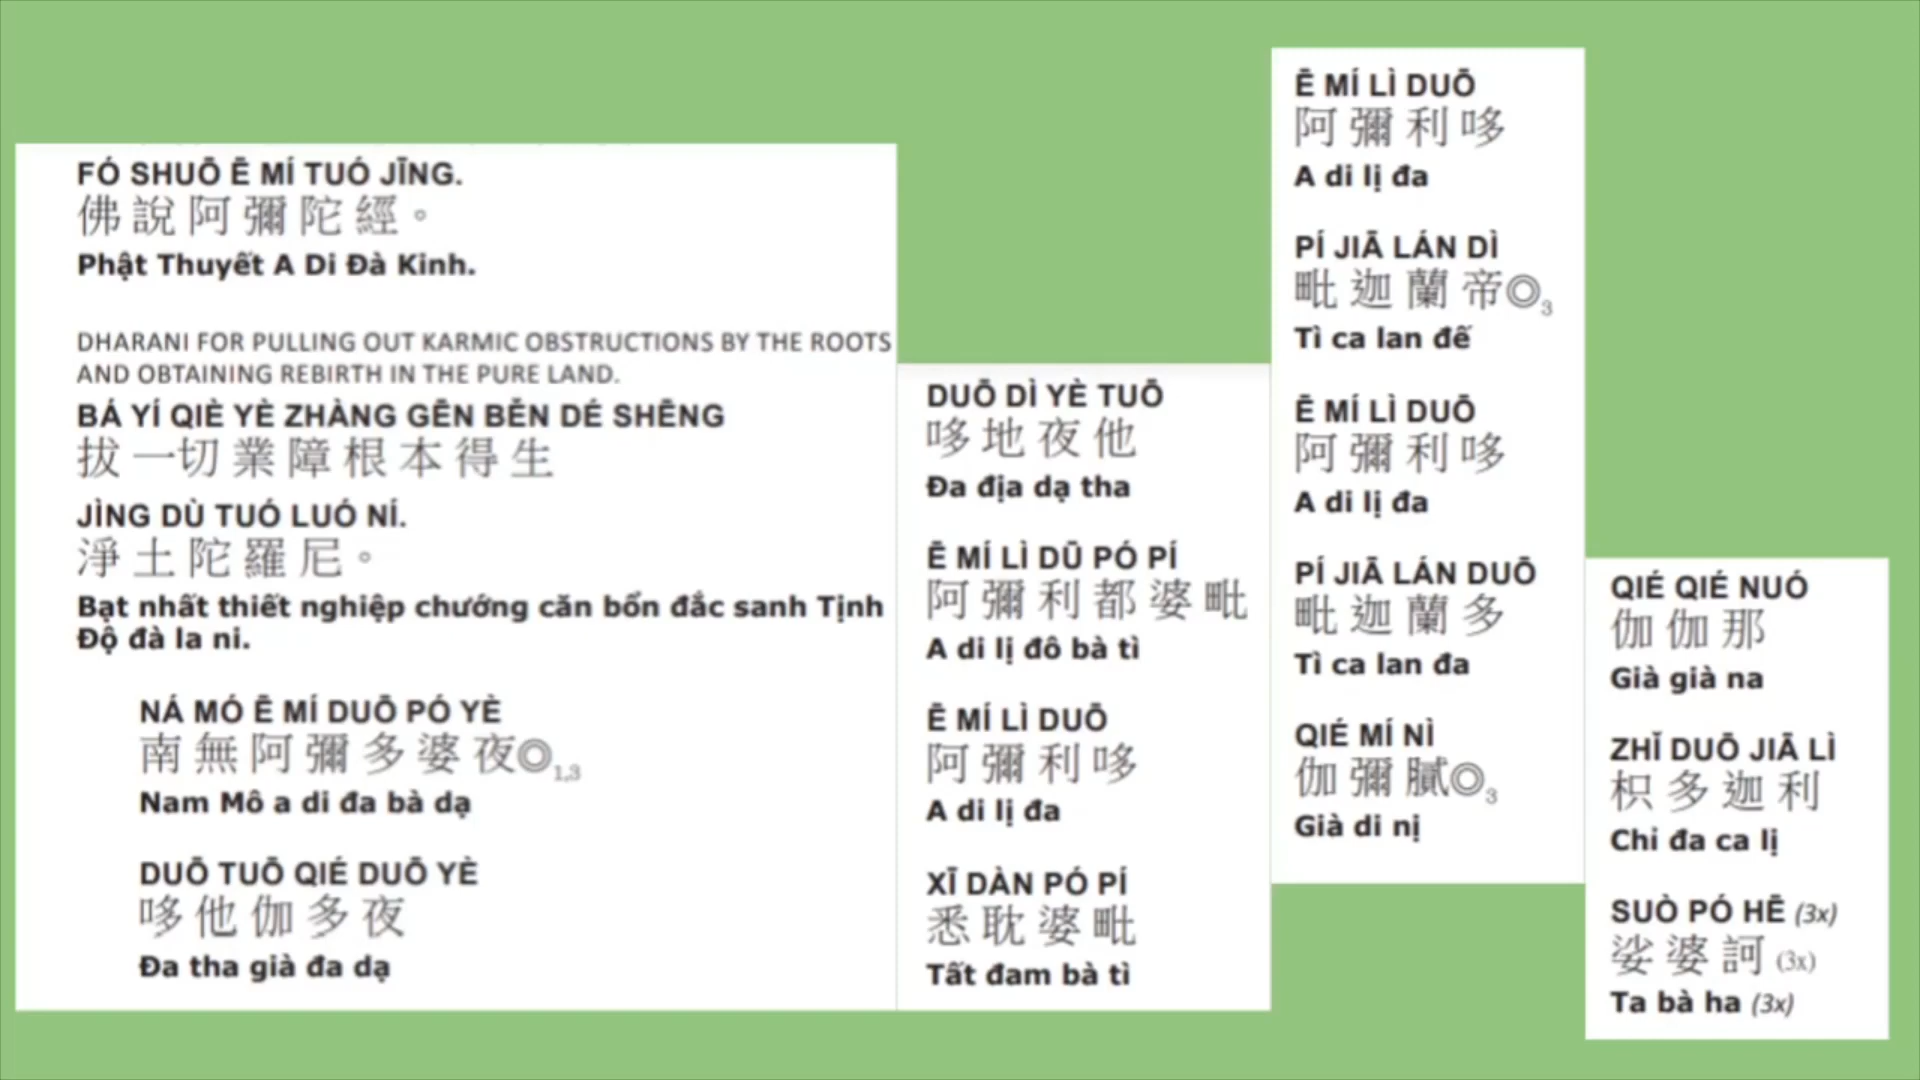 FÓ SHUŌ Ē MÍ TUÓ JĪNG.
佛說阿彌陀經。
Phật Thuyết A Di Đà Kinh.
DHARANI FOR PULLING OUT KARMIC OBSTRUCTIONS BY THE ROOTS
AND OBTAINING REBIRTH IN THE PURE LAND.
BÁ YÍ QIÈ YÈ ZHÀNG GĒN BĚN DÉ SHĒNG
拔一切業障根本得生
JÌNG DÙ TUÓ LUÓ NÍ.
淨土陀羅尼。
Bạt nhất thiết nghiệp chướng căn bổn đắc sanh Tịnh
Độ đà la ni.
NÁ MÓ Ē MÍ DUŌ PÓ YÈ
南無阿彌多婆夜◎1,3
Nam Mô a di đa bà dạ
DUŌ TUŌ QIÉ DUŌ YÈ
哆他伽多夜
Đa tha già đa dạ
DUŌ DÌ YÈ TUŌ
哆地夜他
Đa địa dạ tha
Ē MÍ LÌ DŪ PÓ PÍ
阿彌利都婆毗
A di lị đô bà tì
Ē MÍ LÌ DUŌ
阿彌利哆
A di lị đa
XĪ DÀN PÓ PÍ
悉耽婆毗
Tất đam bà tì
Ē MÍ LÌ DUŌ
阿彌利哆
A di lị đa
PÍ JIĀ LÁN DÌ
毗迦蘭帝◎3
Tì ca lan đế
Ē MÍ LÌ DUŌ
阿彌利哆
A di lị đa
PÍ JIĀ LÁN DUŌ
毗迦蘭多
Tì ca lan đa
QIÉ MÍ NÌ
伽彌膩◎3
Già di nị
QIÉ QIÉ NUÓ
伽伽那
Già già na
ZHǏ DUŌ JIĀ LÌ
枳多迦利
Chỉ đa ca lị
SUÒ PÓ HĒ (3x)
娑婆訶 (3x)
Ta bà ha (3x)